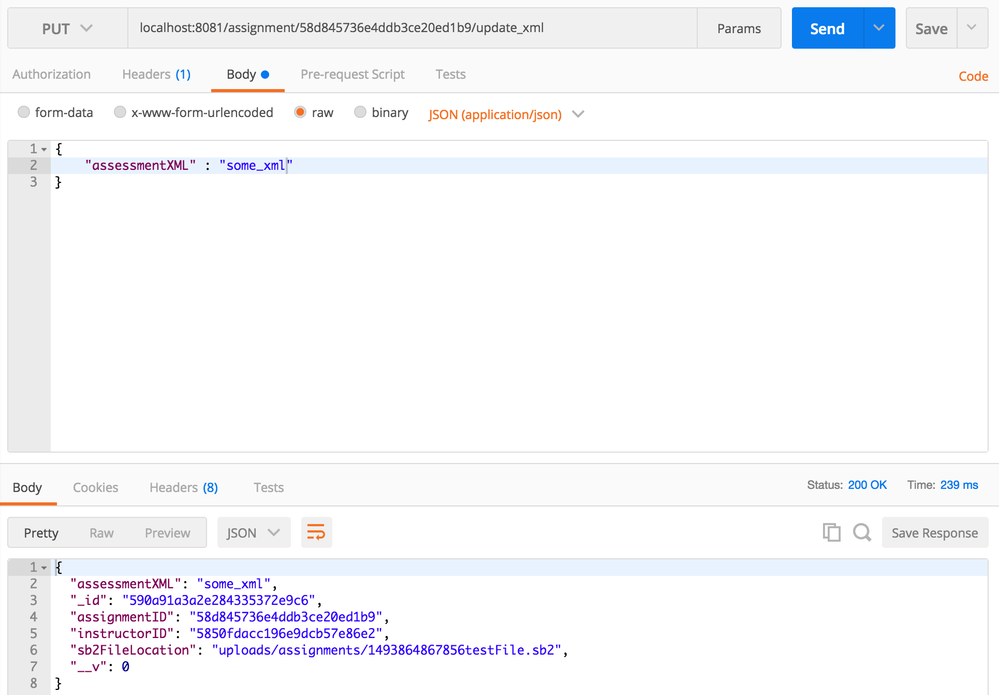 PUT localhost:8081/assignment/58d845736e4ddb3ce20ed1b9/update_xml Params Send Save
Authorization Headers (1) Body Pre-request Script Tests Code
form-data x-www-form-urlencoded raw binary JSON (application/json)
1 {
2 "assessmentXML" : "some_xml"
3 }
Body Cookies Headers (8) Tests Status: 200 OK Time: 239 ms
Pretty Raw Preview JSON Save Response
1 {
2 "assessmentXML": "some_xml",
3 "_id": "590a91a3a2e284335372e9c6",
4 "assignmentID": "58d845736e4ddb3ce20ed1b9",
5 "instructorID": "5850fdacc196e9dcb57e86e2",
6 "sb2FileLocation": "uploads/assignments/1493864867856testFile.sb2",
7 "__v": 0
8 }